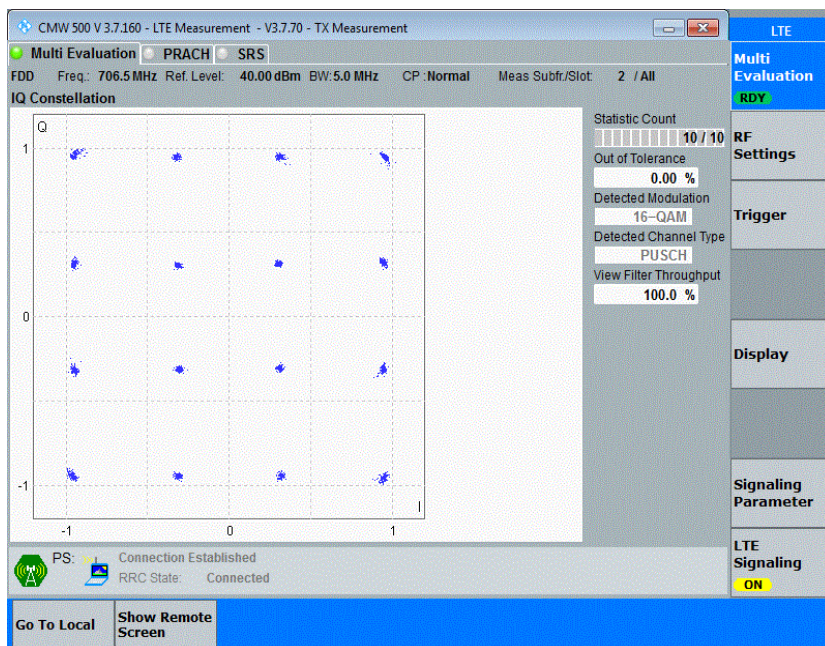 CMW 500 V 3.7.160 - LTE Measurement - V3.7.70 - TX Measurement
LTE
Multi Evaluation PRACH SRS
FDD Freq.: 706.5 MHz Ref. Level: 40.00 dBm BW: 5.0 MHz CP : Normal Meas Subfr./Slot: 2 / All
IQ Constellation
Q
1
0
-1
-1
0
1
I
Statistic Count
10 / 10
Out of Tolerance
0.00 %
Detected Modulation
16-QAM
Detected Channel Type
PUSCH
View Filter Throughput
100.0 %
Multi
Evaluation
RDY
RF
Settings
Trigger
Display
Signaling
Parameter
LTE
Signaling
ON
PS: Connection Established
RRC State: Connected
Go To Local
Show Remote
Screen